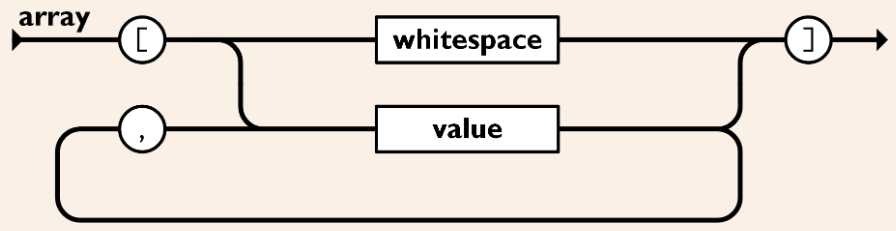 array
[ whitespace ]
, value